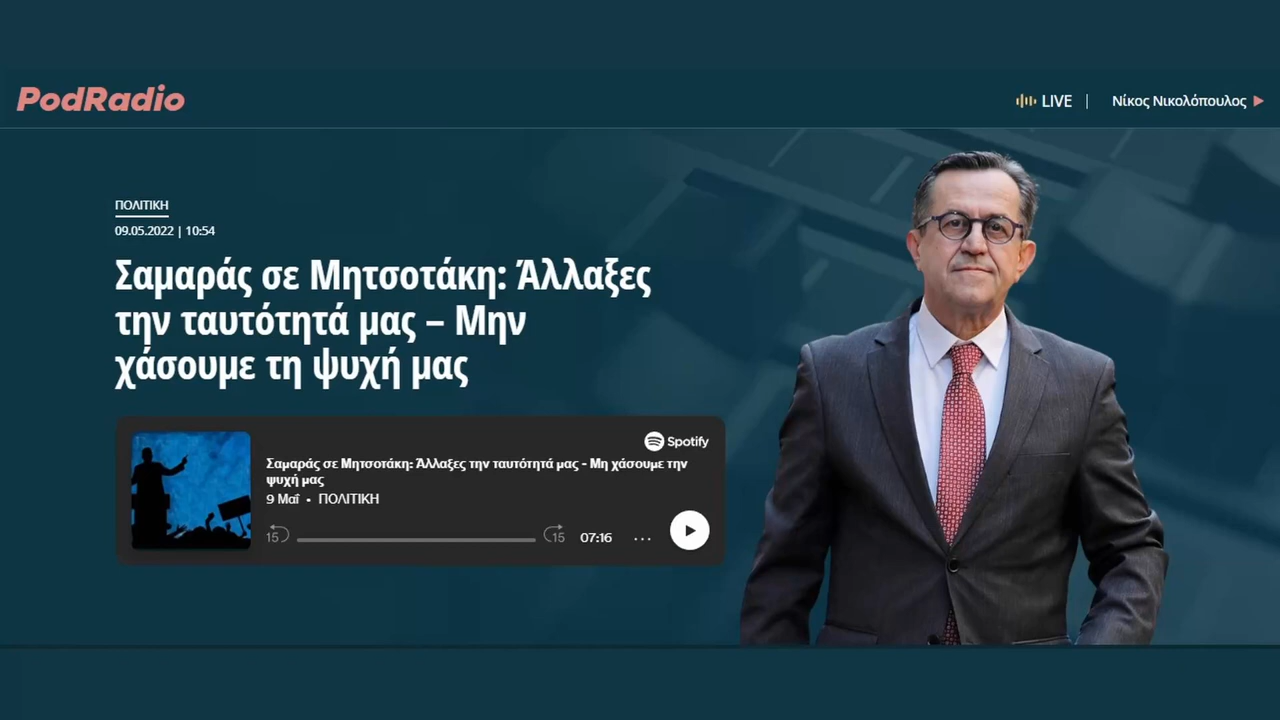 PodRadio
LIVE | Νίκος Νικολόπουλος
ΠΟΛΙΤΙΚΗ
09.05.2022 | 10:54
Σαμαράς σε Μητσοτάκη: Άλλαξες
την ταυτότητά μας – Μην
χάσουμε τη ψυχή μας
Spotify
Σαμαράς σε Μητσοτάκη: Άλλαξες την ταυτότητά μας - Μη χάσουμε την
ψυχή μας
9 Μαΐ • ΠΟΛΙΤΙΚΗ
15 15 07:16 ...